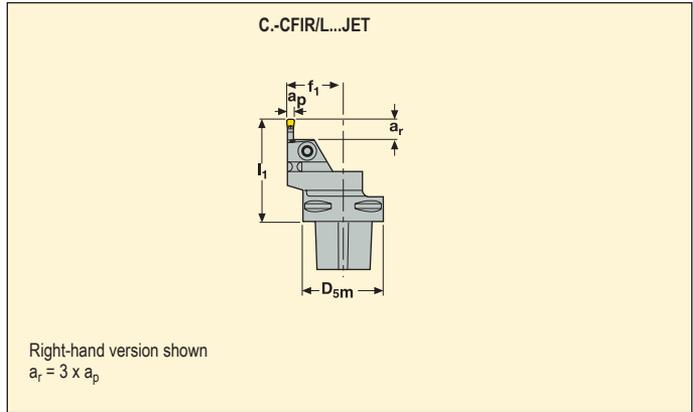 C.-CFIR/L...JET
f₁
aₚ
aᵣ
l₁
D₅ₘ
Right-hand version shown
aᵣ = 3 x aₚ